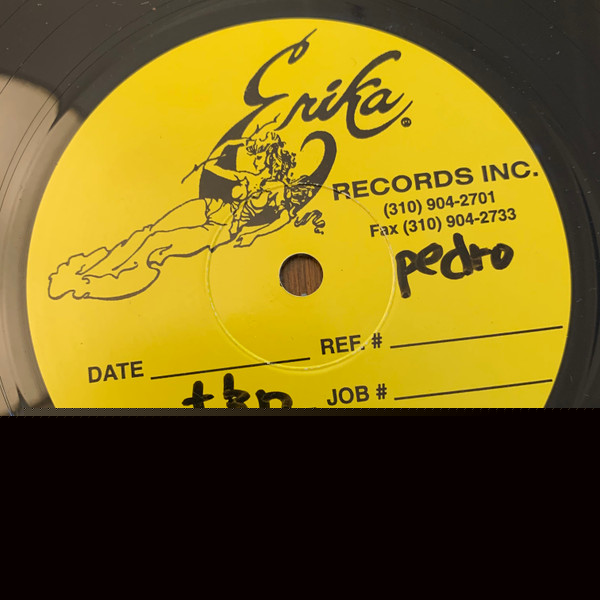 Erika
RECORDS INC.
(310) 904-2701
Fax (310) 904-2733
pedro
DATE REF. #
JOB #